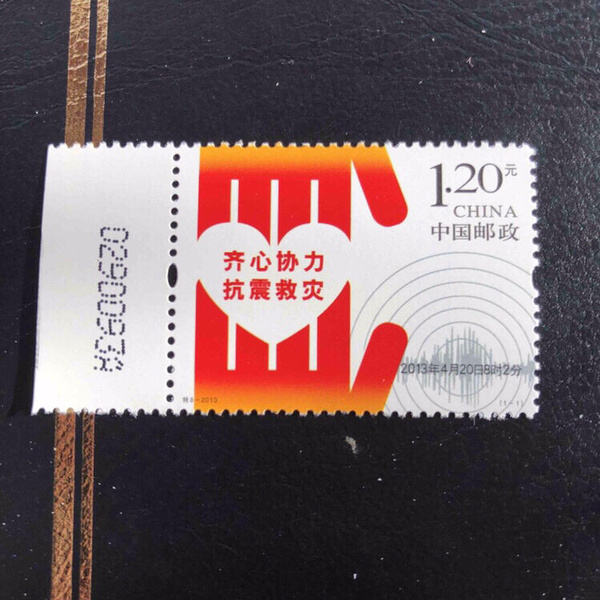 1.20元
CHINA
中国邮政
齐心协力
抗震救灾
2013年4月20日8时2分
特8-2013
(1-1)